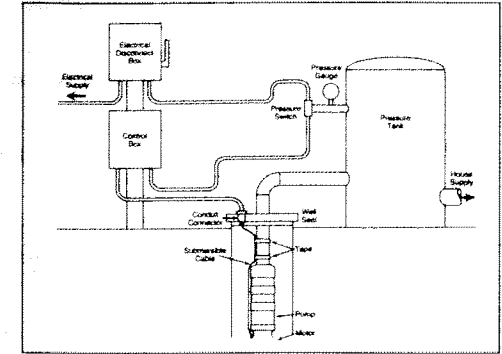 Electrical
Disconnect
Box
Electrical
Supply
Pressure
Gauge
Pressure
Switch
Pressure
Tank
Control
Box
House
Supply
Conduit
Connector
Well
Seal
Submersible
Cable
Tape
Pump
Motor